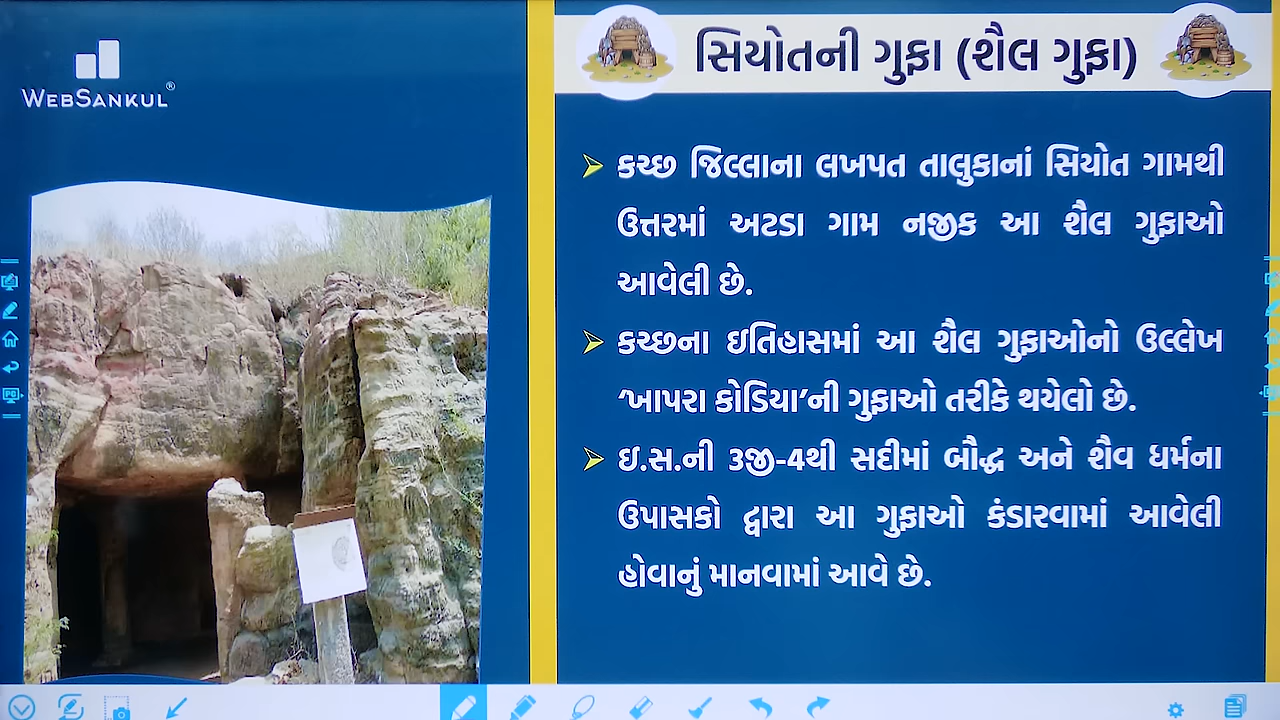 WEBSANKUL®
સિયોતની ગુફા (શૈલ ગુફા)
કચ્છ જિલ્લાના લખપત તાલુકાનાં સિયોત ગામથી
ઉત્તરમાં અટડા ગામ નજીક આ શૈલ ગુફાઓ
આવેલી છે.
કચ્છના ઇતિહાસમાં આ શૈલ ગુફાઓનો ઉલ્લેખ
‘ખાપરા કોડિયા’ની ગુફાઓ તરીકે થયેલો છે.
ઇ.સ.ની 3જી-4થી સદીમાં બૌદ્ધ અને શૈવ ધર્મના
ઉપાસકો દ્વારા આ ગુફાઓ કંડારવામાં આવેલી
હોવાનું માનવામાં આવે છે.